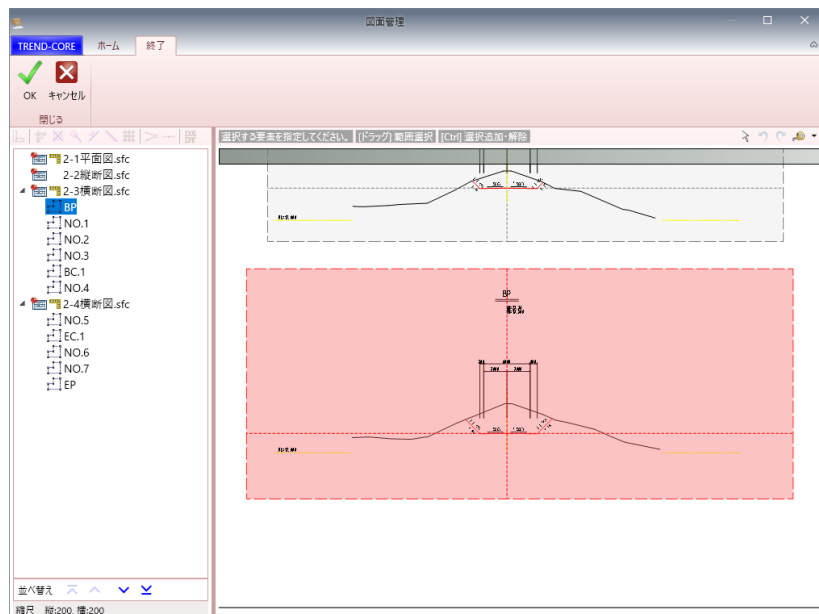 図面管理
TREND-CORE ホーム 終了
OK キャンセル
閉じる
選択する要素を指定してください。 [ドラッグ] 範囲選択 [Ctrl] 選択追加・解除
2-1平面図.sfc
2-2縦断図.sfc
2-3横断図.sfc
BP
NO.1
NO.2
NO.3
BC.1
NO.4
2-4横断図.sfc
NO.5
EC.1
NO.6
NO.7
EP
BP
並べ替え
縮尺 縦:200, 横:200